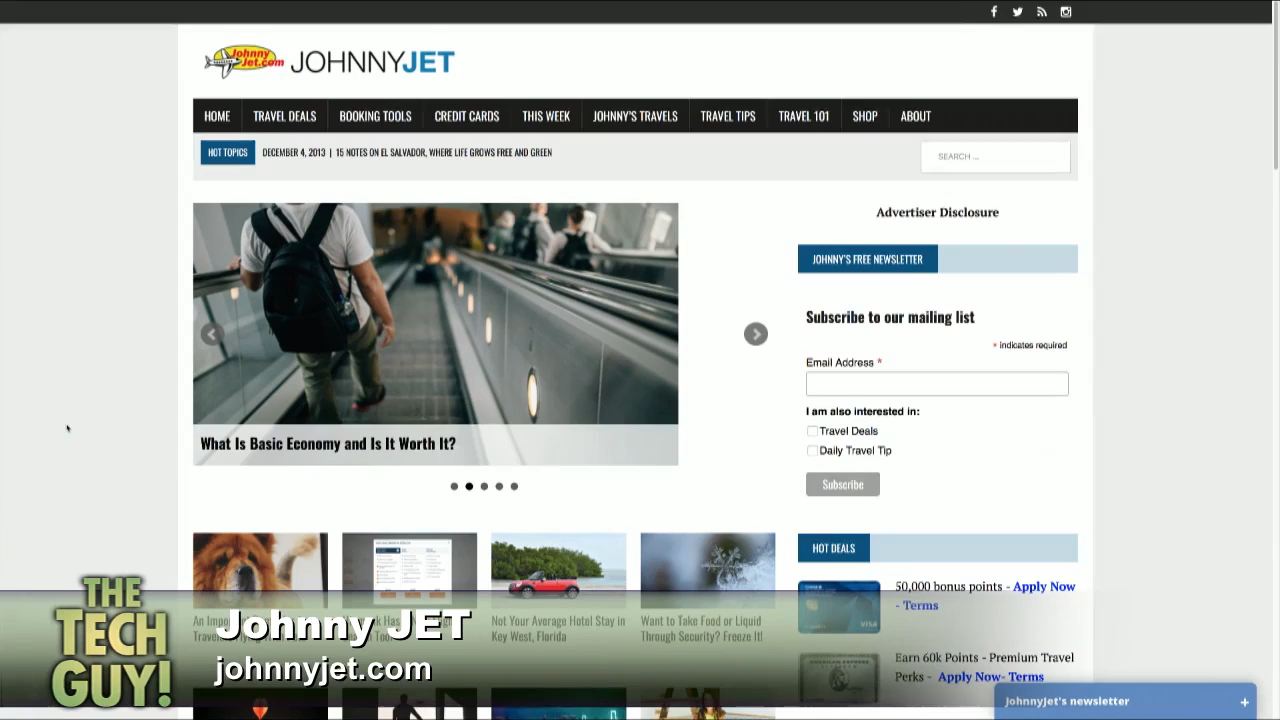 Johnny
Jet.com
JOHNNYJET
HOME TRAVEL DEALS BOOKING TOOLS CREDIT CARDS THIS WEEK JOHNNY'S TRAVELS TRAVEL TIPS TRAVEL 101 SHOP ABOUT
HOT TOPICS DECEMBER 4, 2013 | 15 NOTES ON EL SALVADOR, WHERE LIFE GROWS FREE AND GREEN
SEARCH ...
Advertiser Disclosure
JOHNNY'S FREE NEWSLETTER
Subscribe to our mailing list
* indicates required
Email Address *
I am also interested in:
Travel Deals
Daily Travel Tip
Subscribe
What Is Basic Economy and Is It Worth It?
HOT DEALS
50,000 bonus points - Apply Now
- Terms
VISA
Earn 60k Points - Premium Travel
Perks - Apply Now- Terms
AMERICAN EXPRESS
Not Your Average Hotel Stay in
Key West, Florida
Want to Take Food or Liquid
Through Security? Freeze It!
THE
TECH
GUY!
Johnny JET
johnnyjet.com
JohnnyJet's newsletter +